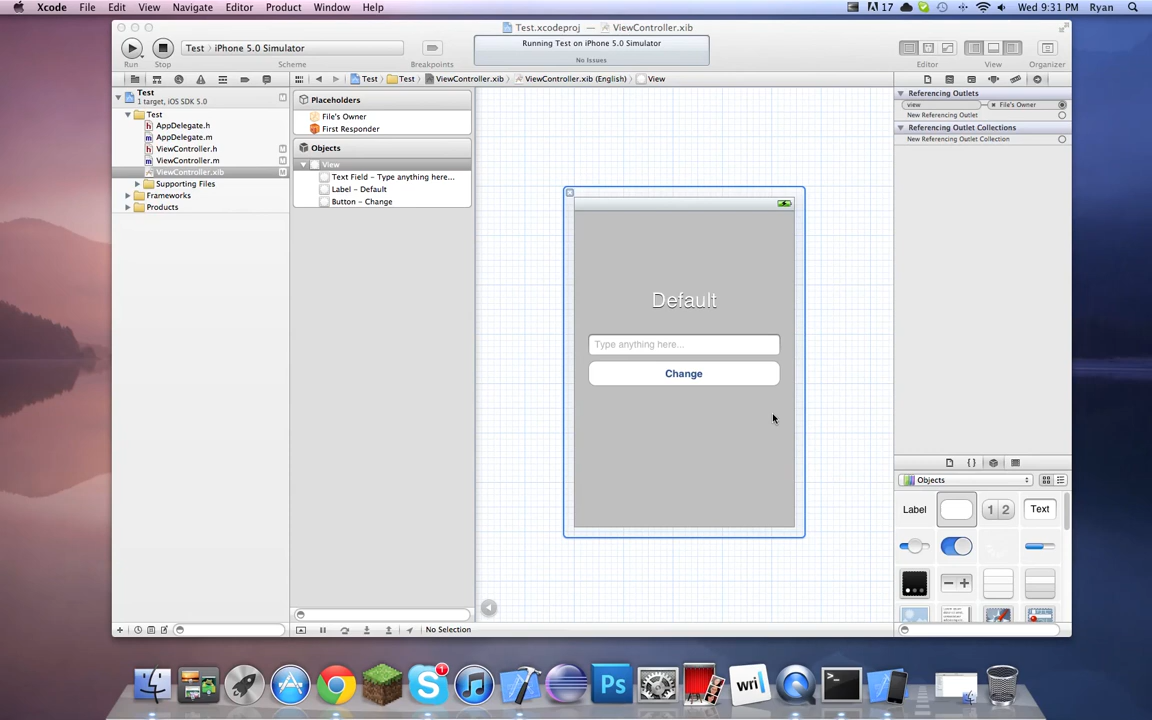 Xcode File Edit View Navigate Editor Product Window Help 17 Wed 9:31 PM Ryan
Test.xcodeproj — ViewController.xib
Test iPhone 5.0 Simulator
Running Test on iPhone 5.0 Simulator
No Issues
Run Stop Scheme Breakpoints Editor View Organizer
Test Test ViewController.xib ViewController.xib (English) View
Test
1 target, iOS SDK 5.0
M
Test
AppDelegate.h
AppDelegate.m
ViewController.h M
ViewController.m M
ViewController.xib M
Supporting Files
Frameworks
Products
Placeholders
File's Owner
First Responder
Objects
View
Text Field – Type anything here...
Label – Default
Button – Change
Default
Type anything here...
Change
Referencing Outlets
view File's Owner
New Referencing Outlet
Referencing Outlet Collections
New Referencing Outlet Collection
Objects
Label 1 2 Text
No Selection
1
Ps
wri